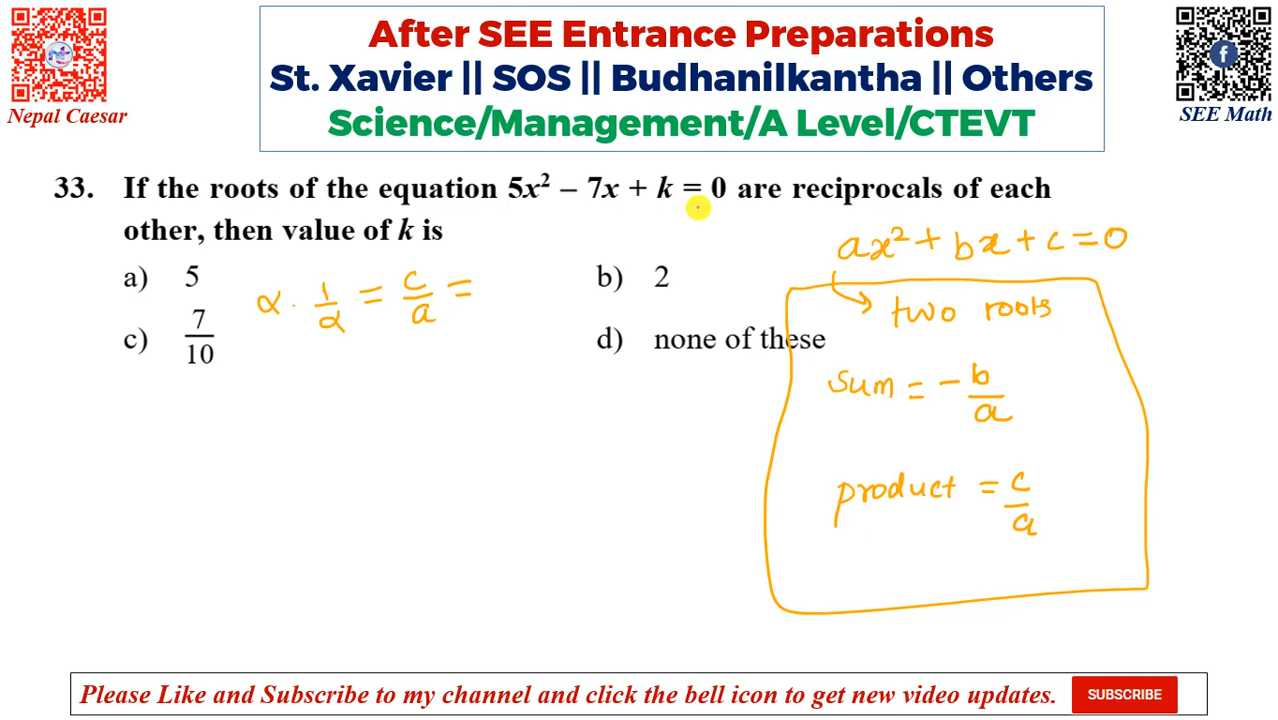 After SEE Entrance Preparations
St. Xavier || SOS || Budhanilkantha || Others
Science/Management/A Level/CTEVT
Nepal Caesar
SEE Math
33. If the roots of the equation 5x² – 7x + k = 0 are reciprocals of each
other, then value of k is
a) 5
b) 2
c) 7/10
d) none of these
α · 1/α = c/a =
ax² + bx + c = 0
two roots
sum = - b/a
product = c/a
Please Like and Subscribe to my channel and click the bell icon to get new video updates.
SUBSCRIBE